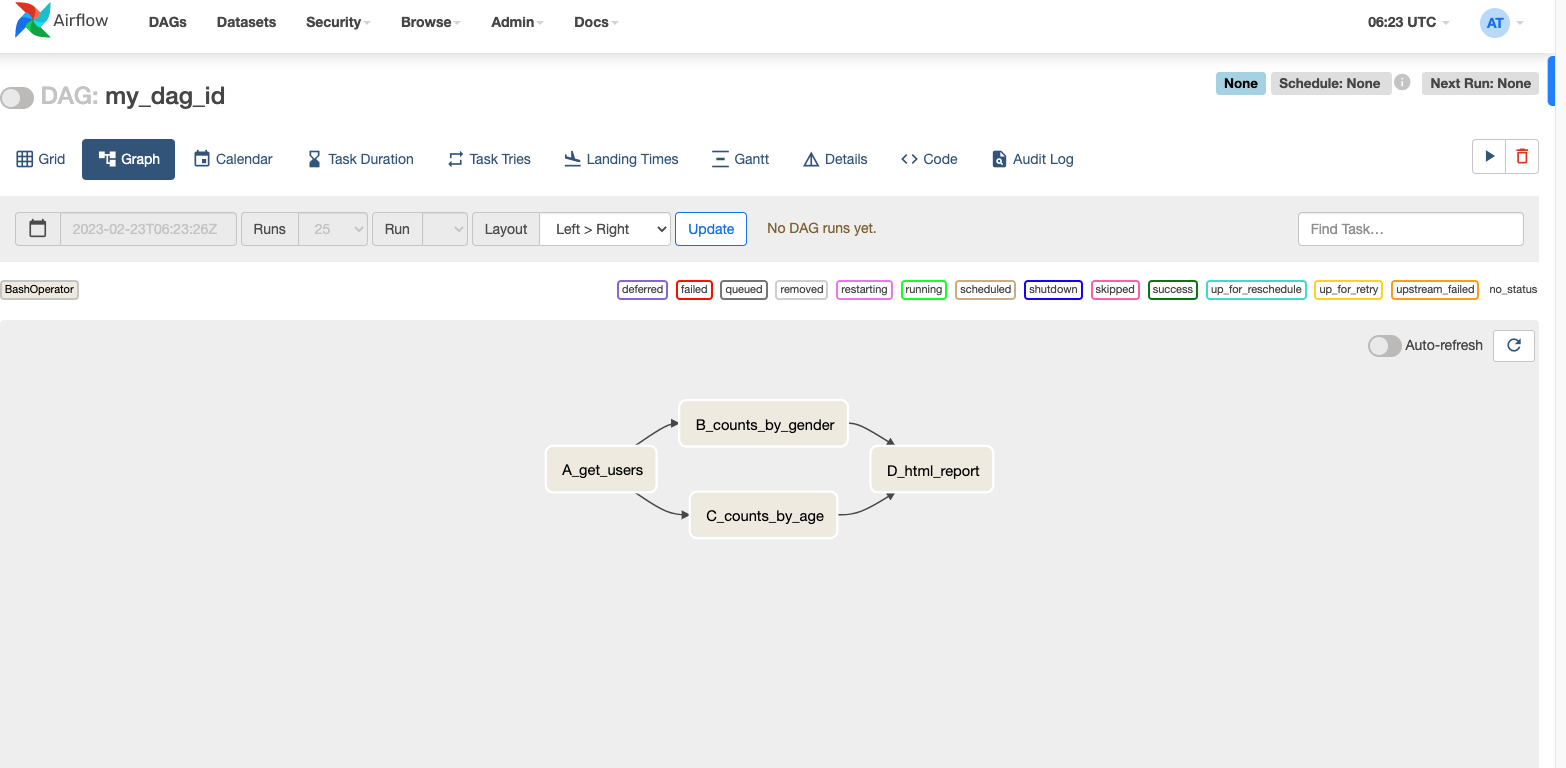 Airflow DAGs Datasets Security Browse Admin Docs 06:23 UTC AT
DAG: my_dag_id None Schedule: None i Next Run: None
Grid Graph Calendar Task Duration Task Tries Landing Times Gantt Details Code Audit Log
2023-02-23T06:23:26Z Runs 25 Run Layout Left > Right Update No DAG runs yet. Find Task...
BashOperator deferred failed queued removed restarting running scheduled shutdown skipped success up_for_reschedule up_for_retry upstream_failed no_status
Auto-refresh
B_counts_by_gender
A_get_users D_html_report
C_counts_by_age